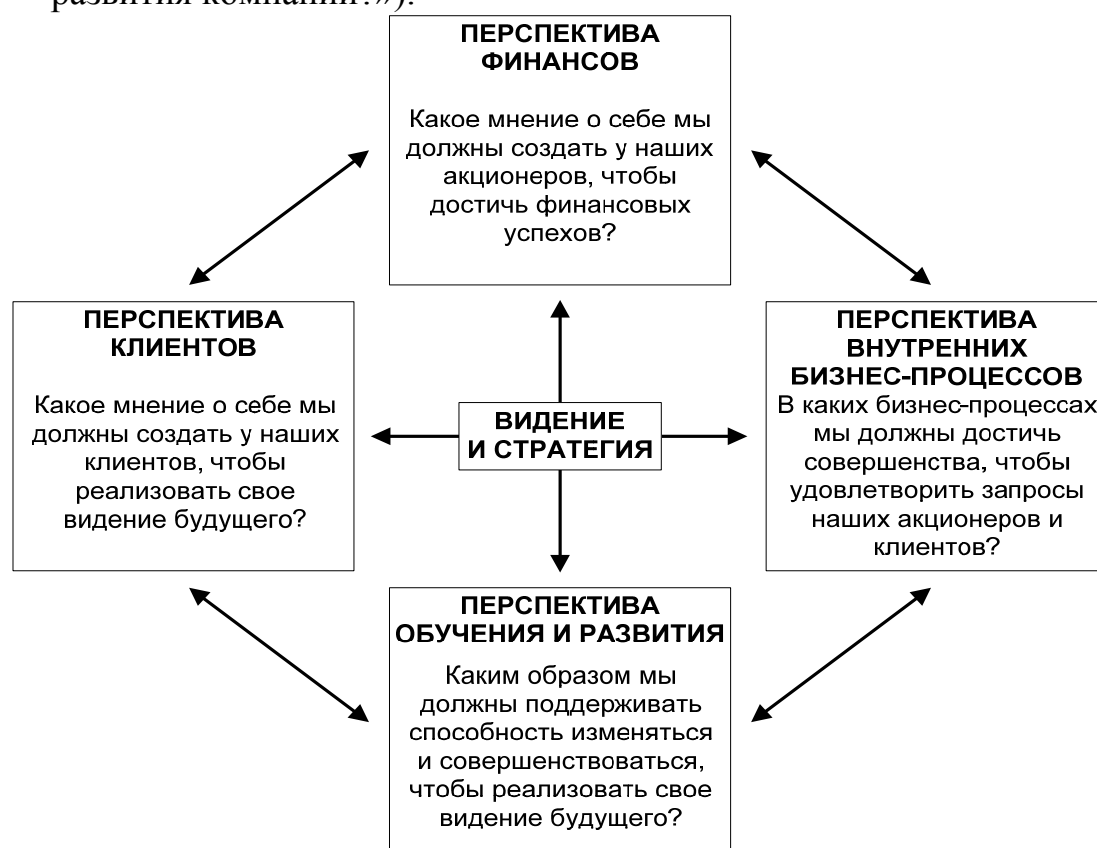 развития компании?»).
ПЕРСПЕКТИВА
ФИНАНСОВ
Какое мнение о себе мы
должны создать у наших
акционеров, чтобы
достичь финансовых
успехов?
ПЕРСПЕКТИВА
КЛИЕНТОВ
Какое мнение о себе мы
должны создать у наших
клиентов, чтобы
реализовать свое
видение будущего?
ВИДЕНИЕ
И СТРАТЕГИЯ
ПЕРСПЕКТИВА
ВНУТРЕННИХ
БИЗНЕС-ПРОЦЕССОВ
В каких бизнес-процессах
мы должны достичь
совершенства, чтобы
удовлетворить запросы
наших акционеров и
клиентов?
ПЕРСПЕКТИВА
ОБУЧЕНИЯ И РАЗВИТИЯ
Каким образом мы
должны поддерживать
способность изменяться
и совершенствоваться,
чтобы реализовать свое
видение будущего?